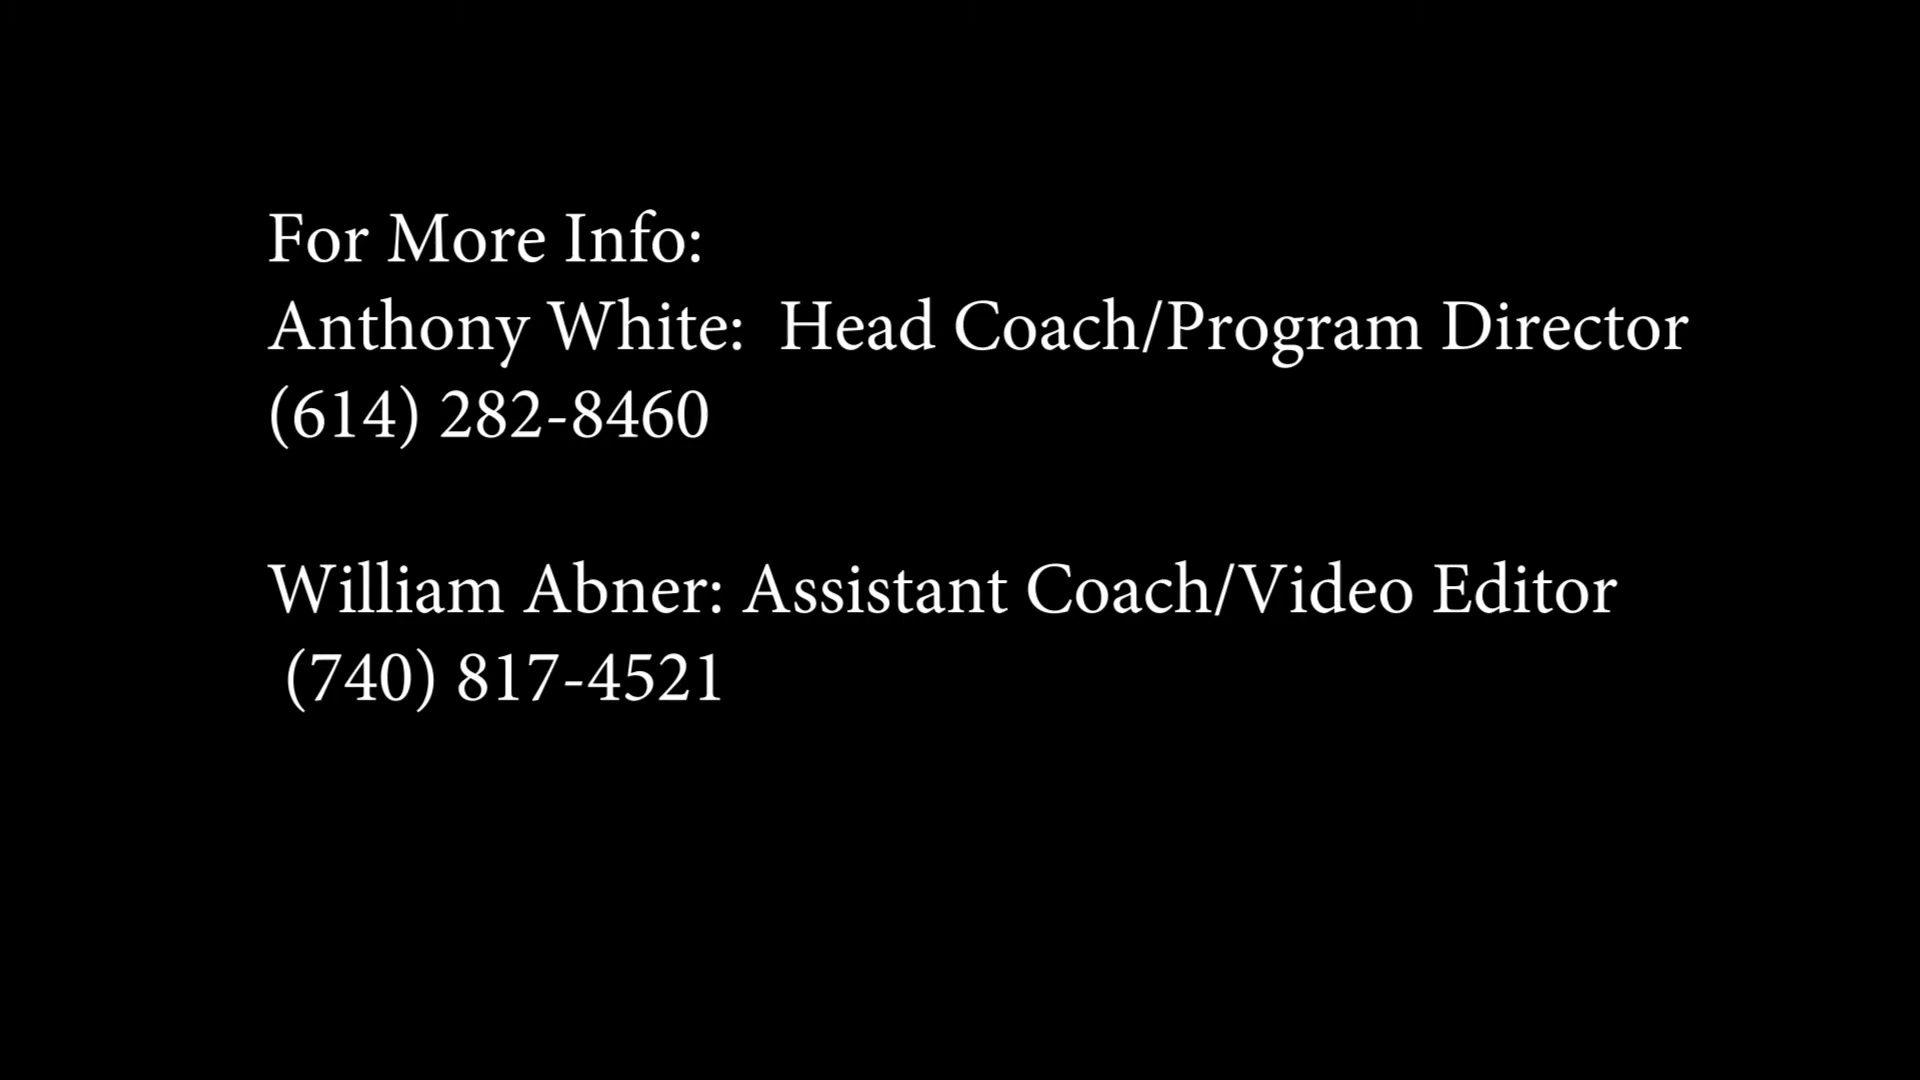 For More Info:
Anthony White:  Head Coach/Program Director
(614) 282-8460
William Abner: Assistant Coach/Video Editor
(740) 817-4521